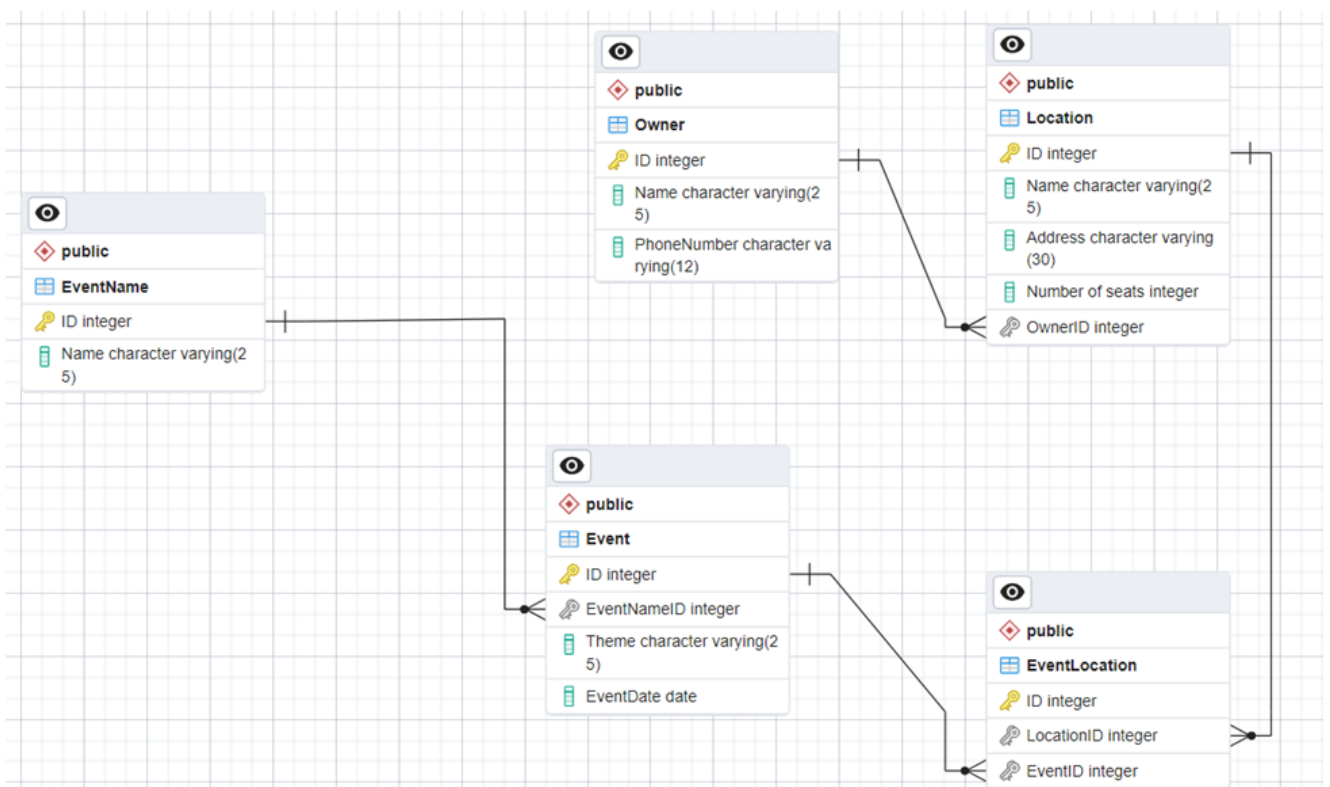 public
Owner
ID integer
Name character varying(2
5)
PhoneNumber character va
rying(12)
public
Location
ID integer
Name character varying(2
5)
Address character varying
(30)
Number of seats integer
OwnerID integer
public
EventName
ID integer
Name character varying(2
5)
public
Event
ID integer
EventNameID integer
Theme character varying(2
5)
EventDate date
public
EventLocation
ID integer
LocationID integer
EventID integer